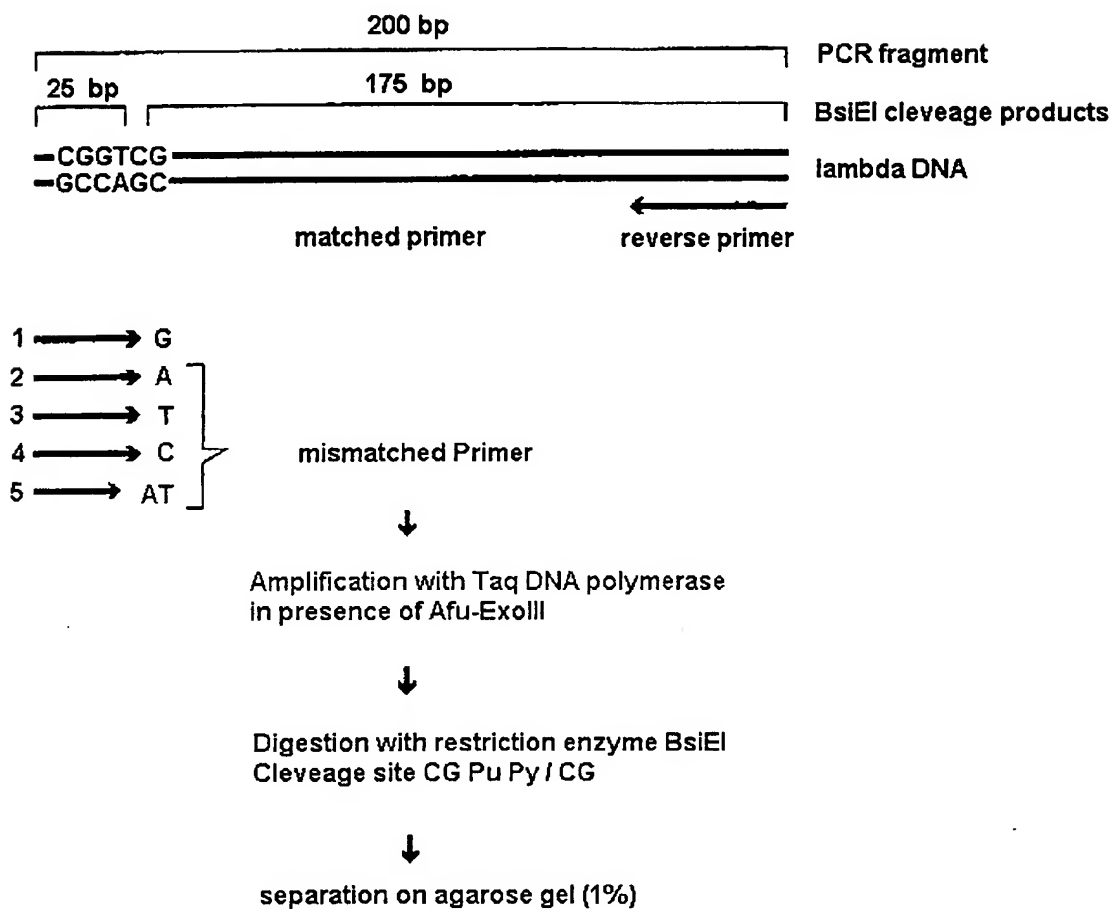 200 bp
PCR fragment
25 bp
175 bp
BsiEI cleveage products
CGGTCG
lambda DNA
GCCAGC
matched primer
reverse primer
1 G
2 A
3 T
4 C
mismatched Primer
5 AT
Amplification with Taq DNA polymerase
in presence of Afu-ExoIII
Digestion with restriction enzyme BsiEI
Cleveage site CG Pu Py / CG
separation on agarose gel (1%)